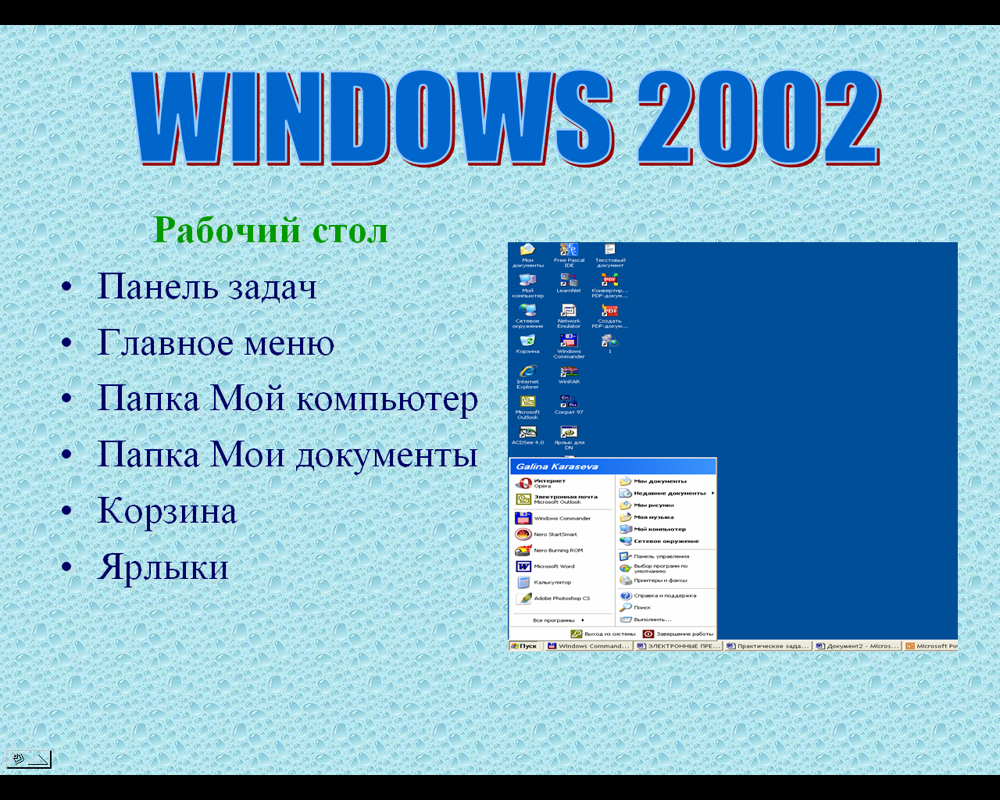 WINDOWS 2002
Рабочий стол
• Панель задач
• Главное меню
• Папка Мой компьютер
• Папка Мои документы
• Корзина
• Ярлыки
Мои документы
Free Pascal IDE
Текстовый документ
Мой компьютер
LearnNet
Конвертир... PDF-докум...
Сетевое окружение
Network Emulator
Создать PDF-докум...
Корзина
Windows Commander
1
Internet Explorer
WinRAR
Microsoft Outlook
Сократ 97
ACDSee 4.0
Ярлык для DN
Galina Karaseva
Интернет
Opera
Электронная почта
Microsoft Outlook
Windows Commander
Nero StartSmart
Nero Burning ROM
Microsoft Word
Калькулятор
Adobe Photoshop CS
Все программы
Мои документы
Недавние документы
Мои рисунки
Моя музыка
Мой компьютер
Сетевое окружение
Панель управления
Выбор программ по
умолчанию
Принтеры и факсы
Справка и поддержка
Поиск
Выполнить...
Выход из системы
Завершение работы
Пуск
Windows Command...
ЭЛЕКТРОННЫЕ ПРЕ...
Практическое зада...
Документ2 - Micros...
Microsoft Po